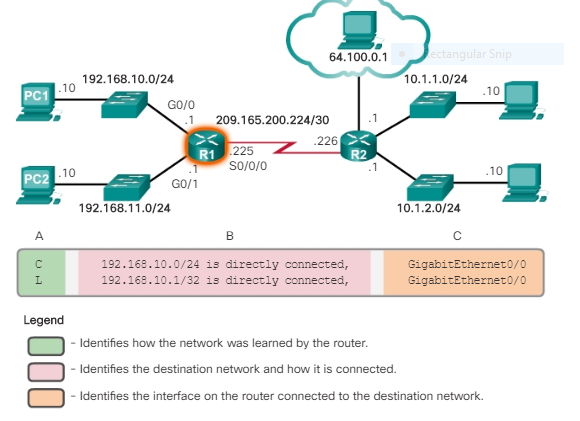 64.100.0.1
Rectangular Snip
192.168.10.0/24
10.1.1.0/24
PC1
.10
.10
G0/0
.1
209.165.200.224/30
.1
R1
.225
.226
R2
S0/0/0
PC2
.10
.1
G0/1
.1
.10
192.168.11.0/24
10.1.2.0/24
A B C
C 192.168.10.0/24 is directly connected, GigabitEthernet0/0
L 192.168.10.1/32 is directly connected, GigabitEthernet0/0
Legend
- Identifies how the network was learned by the router.
- Identifies the destination network and how it is connected.
- Identifies the interface on the router connected to the destination network.